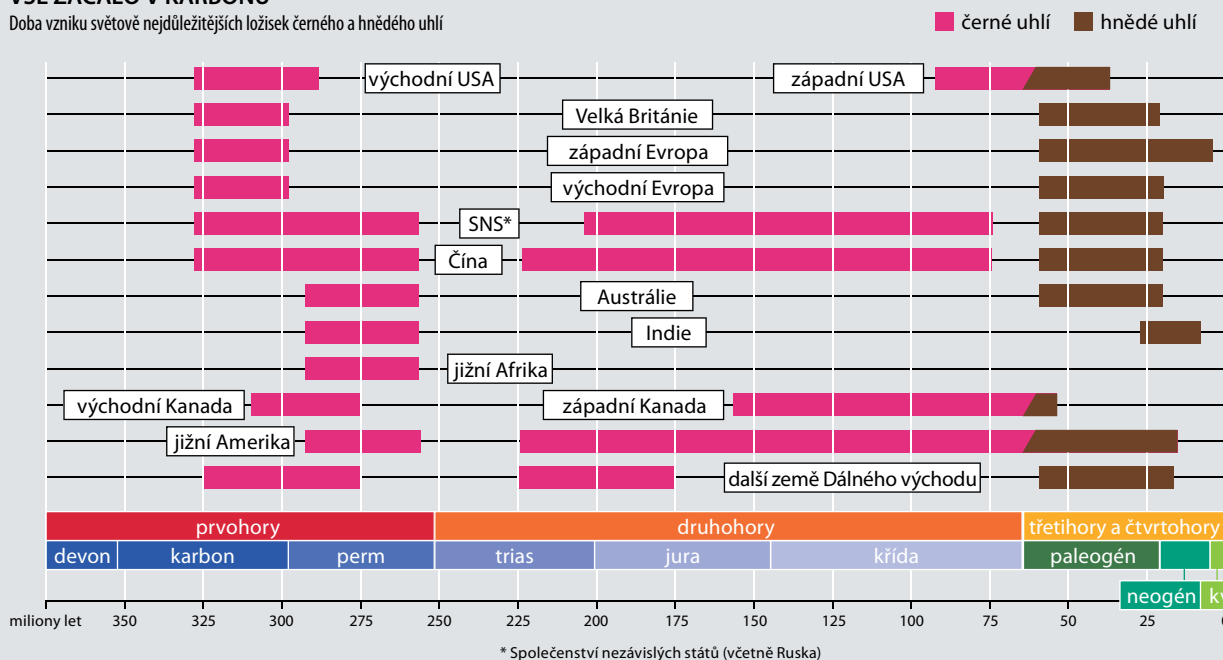 VŠE ZAČALO V KARBONU
Doba vzniku světově nejdůležitějších ložisek černého a hnědého uhlí
černé uhlí hnědé uhlí
východní USA západní USA
Velká Británie
západní Evropa
východní Evropa
SNS*
Čína
Austrálie
Indie
jižní Afrika
východní Kanada západní Kanada
jižní Amerika
další země Dálného východu
prvohory druhohory třetihory a čtvrtohory
devon karbon perm trias jura křída paleogén
neogén
miliony let 350 325 300 275 250 225 200 175 150 125 100 75 50 25
* Společenství nezávislých států (včetně Ruska)